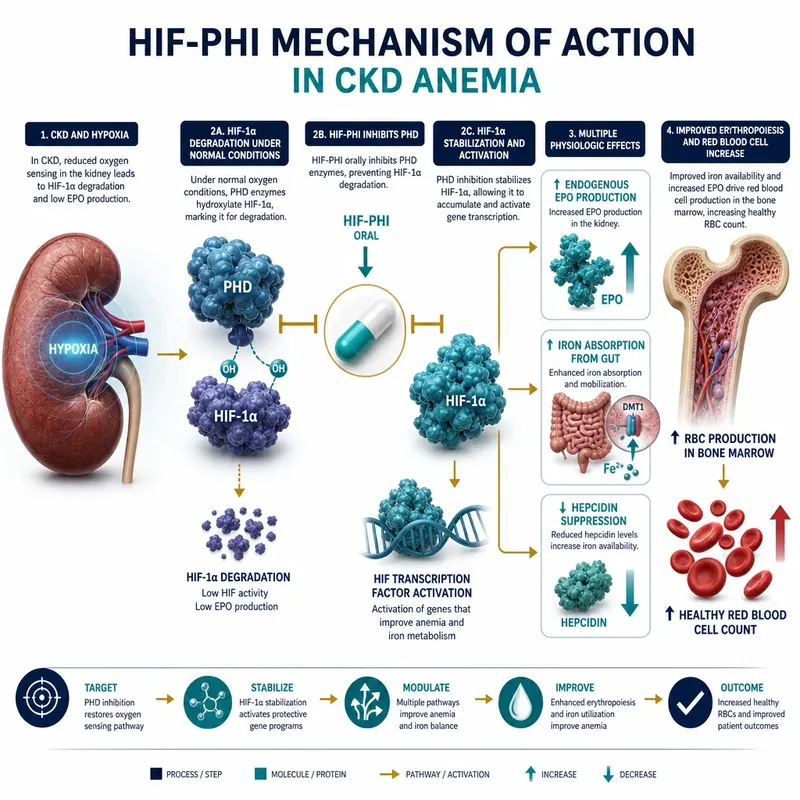 HIF-PHI MECHANISM OF ACTION
IN CKD ANEMIA
1. CKD AND HYPOXIA
In CKD, reduced oxygen
sensing in the kidney leads
to HIF-1α degradation
and low EPO production.
HYPOXIA
2A. HIF-1α
DEGRADATION UNDER
NORMAL CONDITIONS
Under normal oxygen
conditions, PHD enzymes
hydroxylate HIF-1α,
marking it for degradation.
PHD
OH
OH
HIF-1α
HIF-1α DEGRADATION
Low HIF activity
Low EPO production
2B. HIF-PHI INHIBITS PHD
HIF-PHI orally inhibits PHD
enzymes, preventing HIF-1α
degradation.
HIF-PHI
ORAL
2C. HIF-1α
STABILIZATION AND
ACTIVATION
PHD inhibition stabilizes
HIF-1α, allowing it to
accumulate and activate
gene transcription.
HIF-1α
HIF TRANSCRIPTION
FACTOR ACTIVATION
Activation of genes that
improve anemia and
iron metabolism
3. MULTIPLE
PHYSIOLOGIC EFFECTS
↑ ENDOGENOUS
EPO PRODUCTION
Increased EPO production
in the kidney.
EPO
↑ IRON ABSORPTION
FROM GUT
Enhanced iron absorption
and mobilization.
DMT1
Fe²⁺
↓ HEPCIDIN
SUPPRESSION
Reduced hepcidin levels
increase iron availability.
HEPCIDIN
4. IMPROVED ERYTHROPOIESIS
AND RED BLOOD CELL
INCREASE
Improved iron availability
and increased EPO drive red blood
cell production in the bone
marrow, increasing healthy
RBC count.
↑ RBC PRODUCTION
IN BONE MARROW
↑ HEALTHY RED BLOOD
CELL COUNT
TARGET
PHD inhibition
restores oxygen
sensing pathway
STABILIZE
HIF-1α stabilization
activates protective
gene programs
MODULATE
Multiple pathways
improve anemia
and iron balance
IMPROVE
Enhanced erythropoiesis
and iron utilization
improve anemia
OUTCOME
Increased healthy
RBCs and improved
patient outcomes
PROCESS / STEP
MOLECULE / PROTEIN
PATHWAY / ACTIVATION
INCREASE
DECREASE